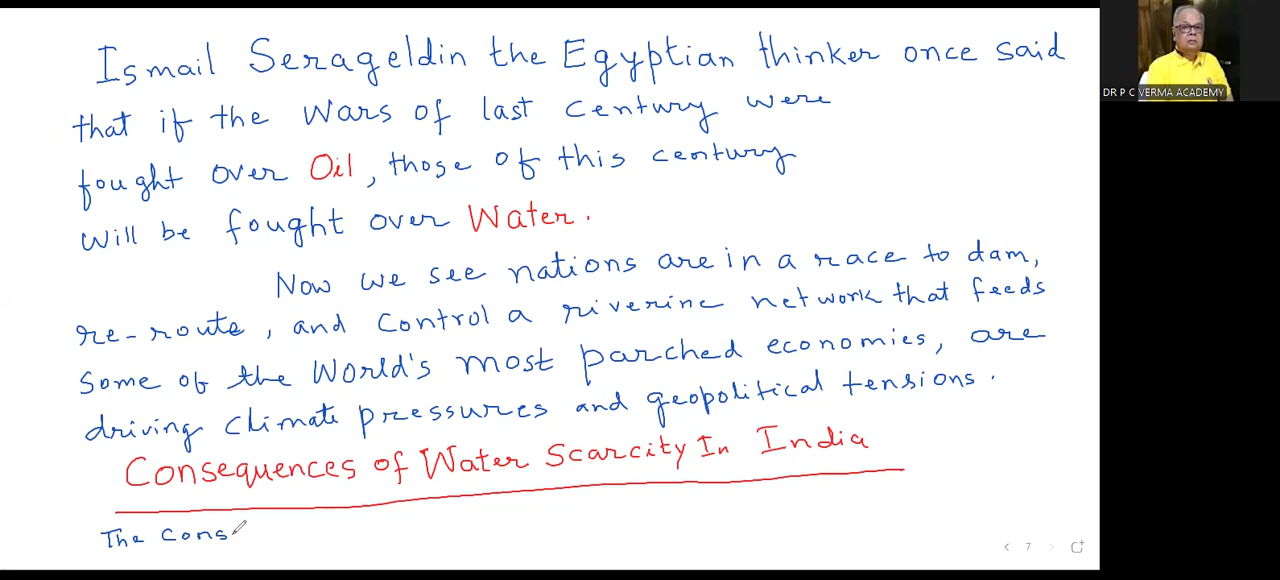 Ismail Serageldin the Egyptian thinker once said
that if the Wars of last century were
fought over Oil, those of this century
will be fought over Water.
Now we see nations are in a race to dam,
re-route, and control a riverine network that feeds
some of the World's most parched economies, are
driving climate pressures and geopolitical tensions.
Consequences of Water Scarcity In India
The Cons
7
DR P C VERMA ACADEMY